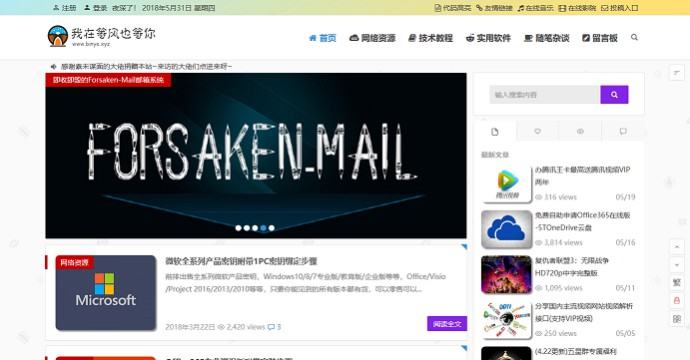 注册 登录 夜深了! 2018年5月31日 星期四
代码高亮 友情链接 在线音乐 在线影院 投稿入口
我在等风也等你
首页 网络资源 技术教程 实用软件 随笔杂谈 留言板
感谢素未谋面的大佬捐赠本站~来访的大佬们点进来呀~
即收即毁的Forsaken-Mail邮箱系统
FORSAKEN-MAIL
输入搜索内容
最新文章
办腾讯王卡最高送腾讯视频VIP
两年
316 views 05/19
免费自助申请Office365在线版
-5TOneDrive云盘
3,814 views 05/16
复仇者联盟3:无限战争
HD720p中字完整版
1,095 views 05/11
分享国内主流视频网站视频解析
接口(支持VIP视频)
250 views 05/05
(4.22更新)五星群专属福利
网络资源
Microsoft
微软全系列产品密钥附带1PC密钥绑定步骤
前排出售全系列微软产品密钥, Windows10/8/7专业版/教育版/企业版等等, Office/Visio
/Project 2016/2013/2010等等, 只要你能见到的所有版本都有货, 可以零售可以...
2018年3月22日 2,420 views 3
阅读全文
繁